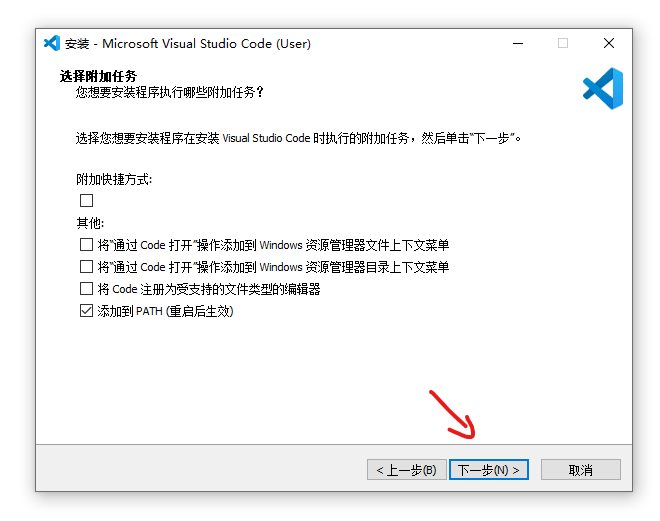 安装 - Microsoft Visual Studio Code (User)
选择附加任务
您想要安装程序执行哪些附加任务？
选择您想要安装程序在安装 Visual Studio Code 时执行的附加任务，然后单击“下一步”。
附加快捷方式:
其他:
将“通过 Code 打开”操作添加到 Windows 资源管理器文件上下文菜单
将“通过 Code 打开”操作添加到 Windows 资源管理器目录上下文菜单
将 Code 注册为受支持的文件类型的编辑器
添加到 PATH (重启后生效)
< 上一步(B) 下一步(N) > 取消